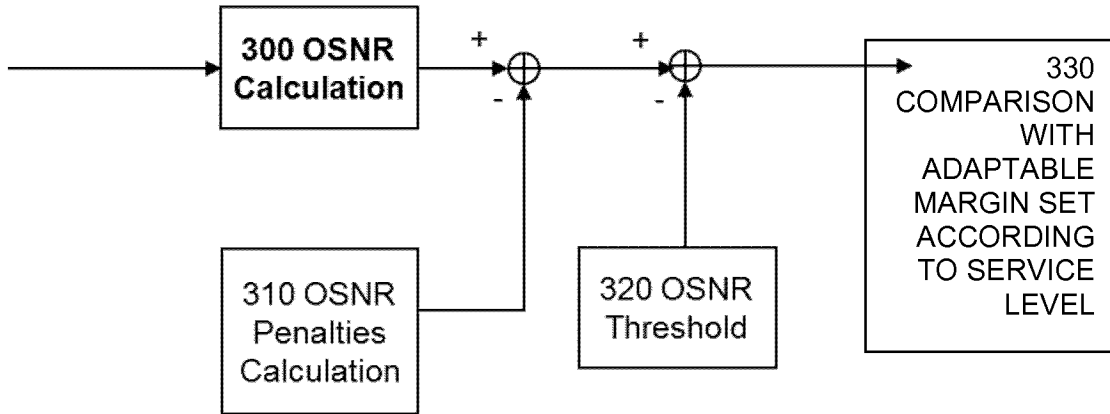 300 OSNR
Calculation
+
-
+
-
310 OSNR
Penalties
Calculation
320 OSNR
Threshold
330
COMPARISON
WITH
ADAPTABLE
MARGIN SET
ACCORDING
TO SERVICE
LEVEL